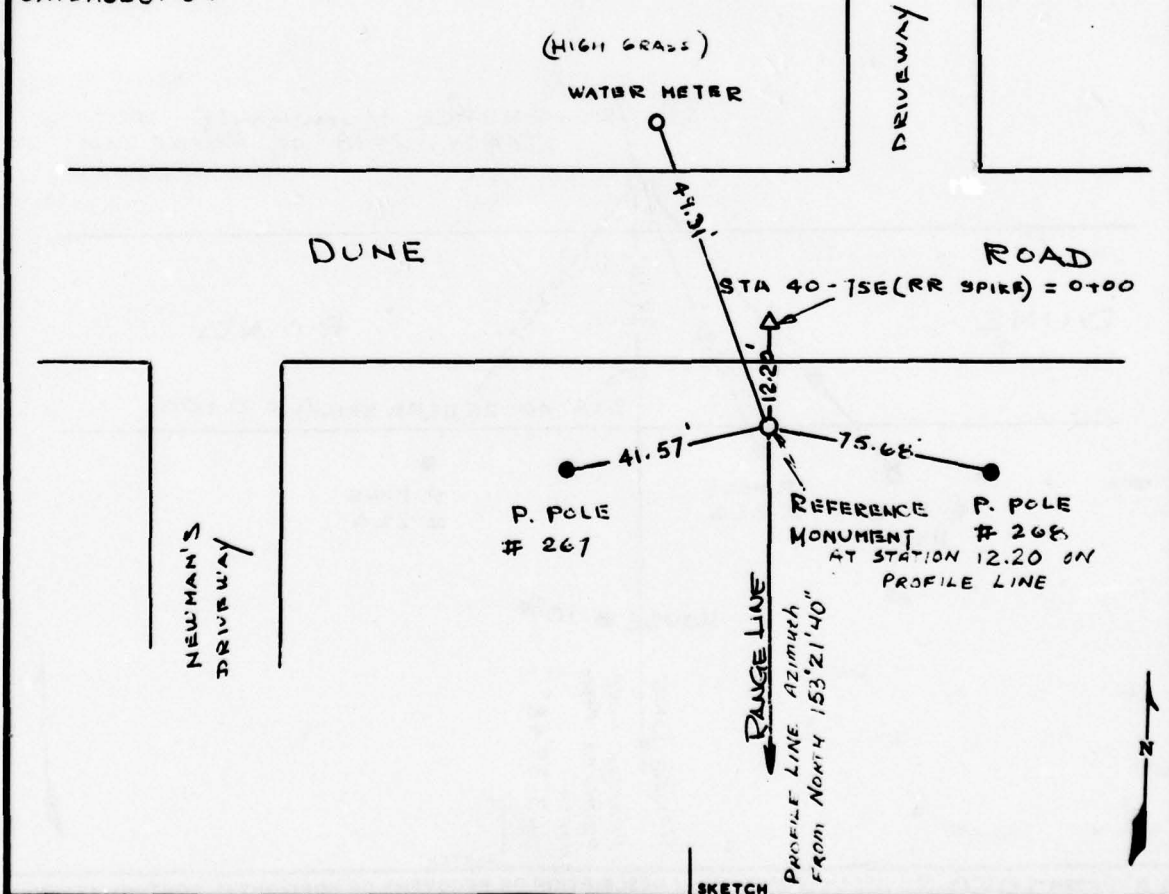 (HIGH GRASS)
WATER METER
DRIVEWAY
49.31'
DUNE
ROAD
STA 40-75E (RR SPIKE) = 0+00
12.20'
41.57'
75.68'
P. POLE
# 267
REFERENCE
MONUMENT
AT STATION 12.20 ON
PROFILE LINE
P. POLE
# 268
NEWMAN'S
DRIVEWAY
RANGE LINE
PROFILE LINE AZIMUTH
FROM NORTH 153°21'40"
N
SKETCH